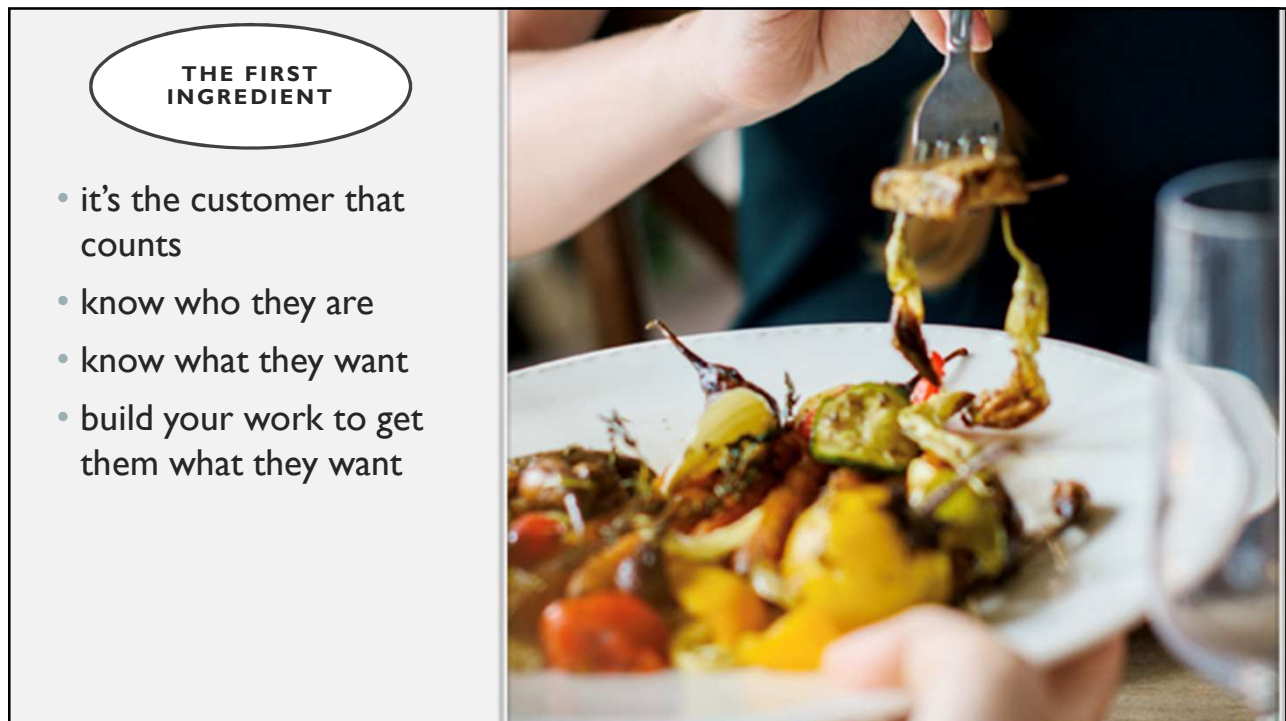 THE FIRST
INGREDIENT
• it’s the customer that
counts
• know who they are
• know what they want
• build your work to get
them what they want